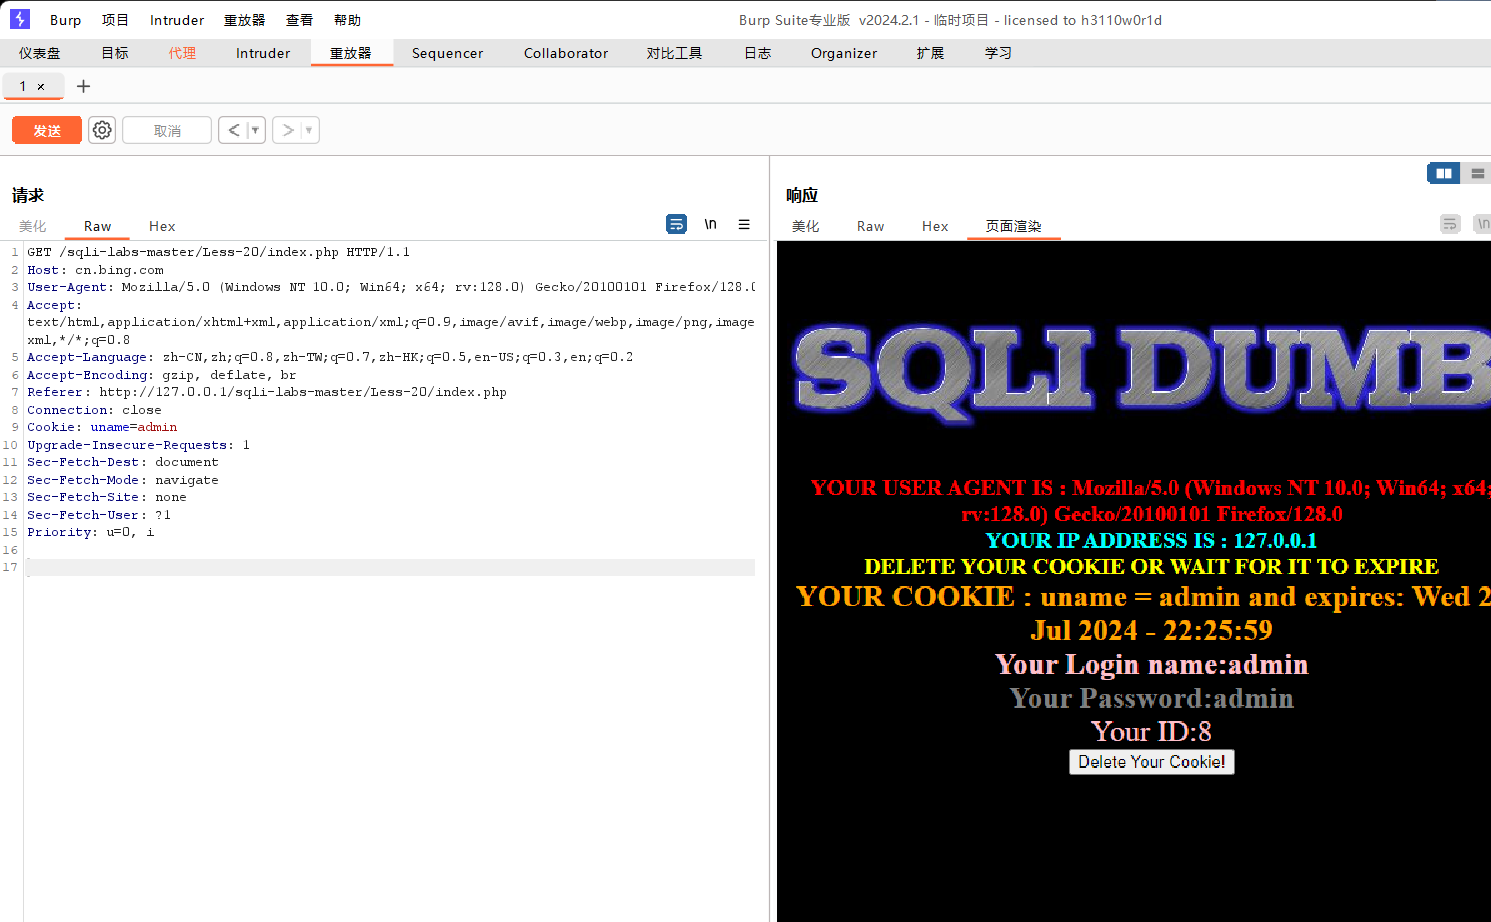 Burp 项目 Intruder 重放器 查看 帮助 Burp Suite专业版 v2024.2.1 - 临时项目 - licensed to h3110w0r1d
仪表盘 目标 代理 Intruder 重放器 Sequencer Collaborator 对比工具 日志 Organizer 扩展 学习
1 × +
发送 取消 < >
请求
美化 Raw Hex \n
1 GET /sqli-labs-master/Less-20/index.php HTTP/1.1
2 Host: cn.bing.com
3 User-Agent: Mozilla/5.0 (Windows NT 10.0; Win64; x64; rv:128.0) Gecko/20100101 Firefox/128.0
4 Accept:
text/html,application/xhtml+xml,application/xml;q=0.9,image/avif,image/webp,image/png,image
xml,*/*;q=0.8
5 Accept-Language: zh-CN,zh;q=0.8,zh-TW;q=0.7,zh-HK;q=0.5,en-US;q=0.3,en;q=0.2
6 Accept-Encoding: gzip, deflate, br
7 Referer: http://127.0.0.1/sqli-labs-master/Less-20/index.php
8 Connection: close
9 Cookie: uname=admin
10 Upgrade-Insecure-Requests: 1
11 Sec-Fetch-Dest: document
12 Sec-Fetch-Mode: navigate
13 Sec-Fetch-Site: none
14 Sec-Fetch-User: ?1
15 Priority: u=0, i
16
17
响应
美化 Raw Hex 页面渲染 \n
SQLI DUMB
YOUR USER AGENT IS : Mozilla/5.0 (Windows NT 10.0; Win64; x64;
rv:128.0) Gecko/20100101 Firefox/128.0
YOUR IP ADDRESS IS : 127.0.0.1
DELETE YOUR COOKIE OR WAIT FOR IT TO EXPIRE
YOUR COOKIE : uname = admin and expires: Wed 2
Jul 2024 - 22:25:59
Your Login name:admin
Your Password:admin
Your ID:8
Delete Your Cookie!